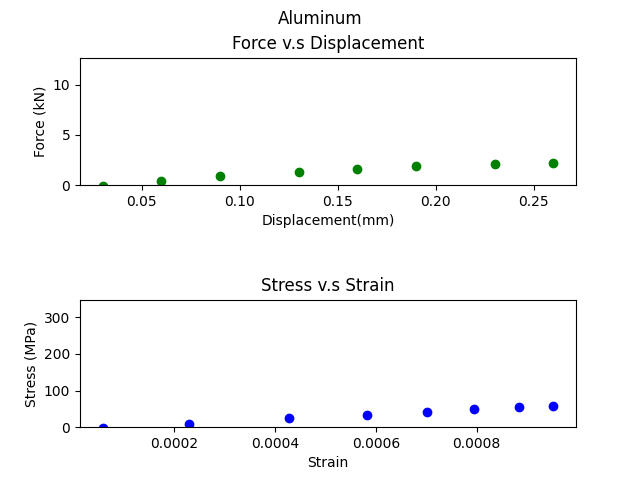 Aluminum
Force v.s Displacement
Force (kN)
10
5
0
0.05 0.10 0.15 0.20 0.25
Displacement(mm)
Stress v.s Strain
Stress (MPa)
300
200
100
0
0.0002 0.0004 0.0006 0.0008
Strain